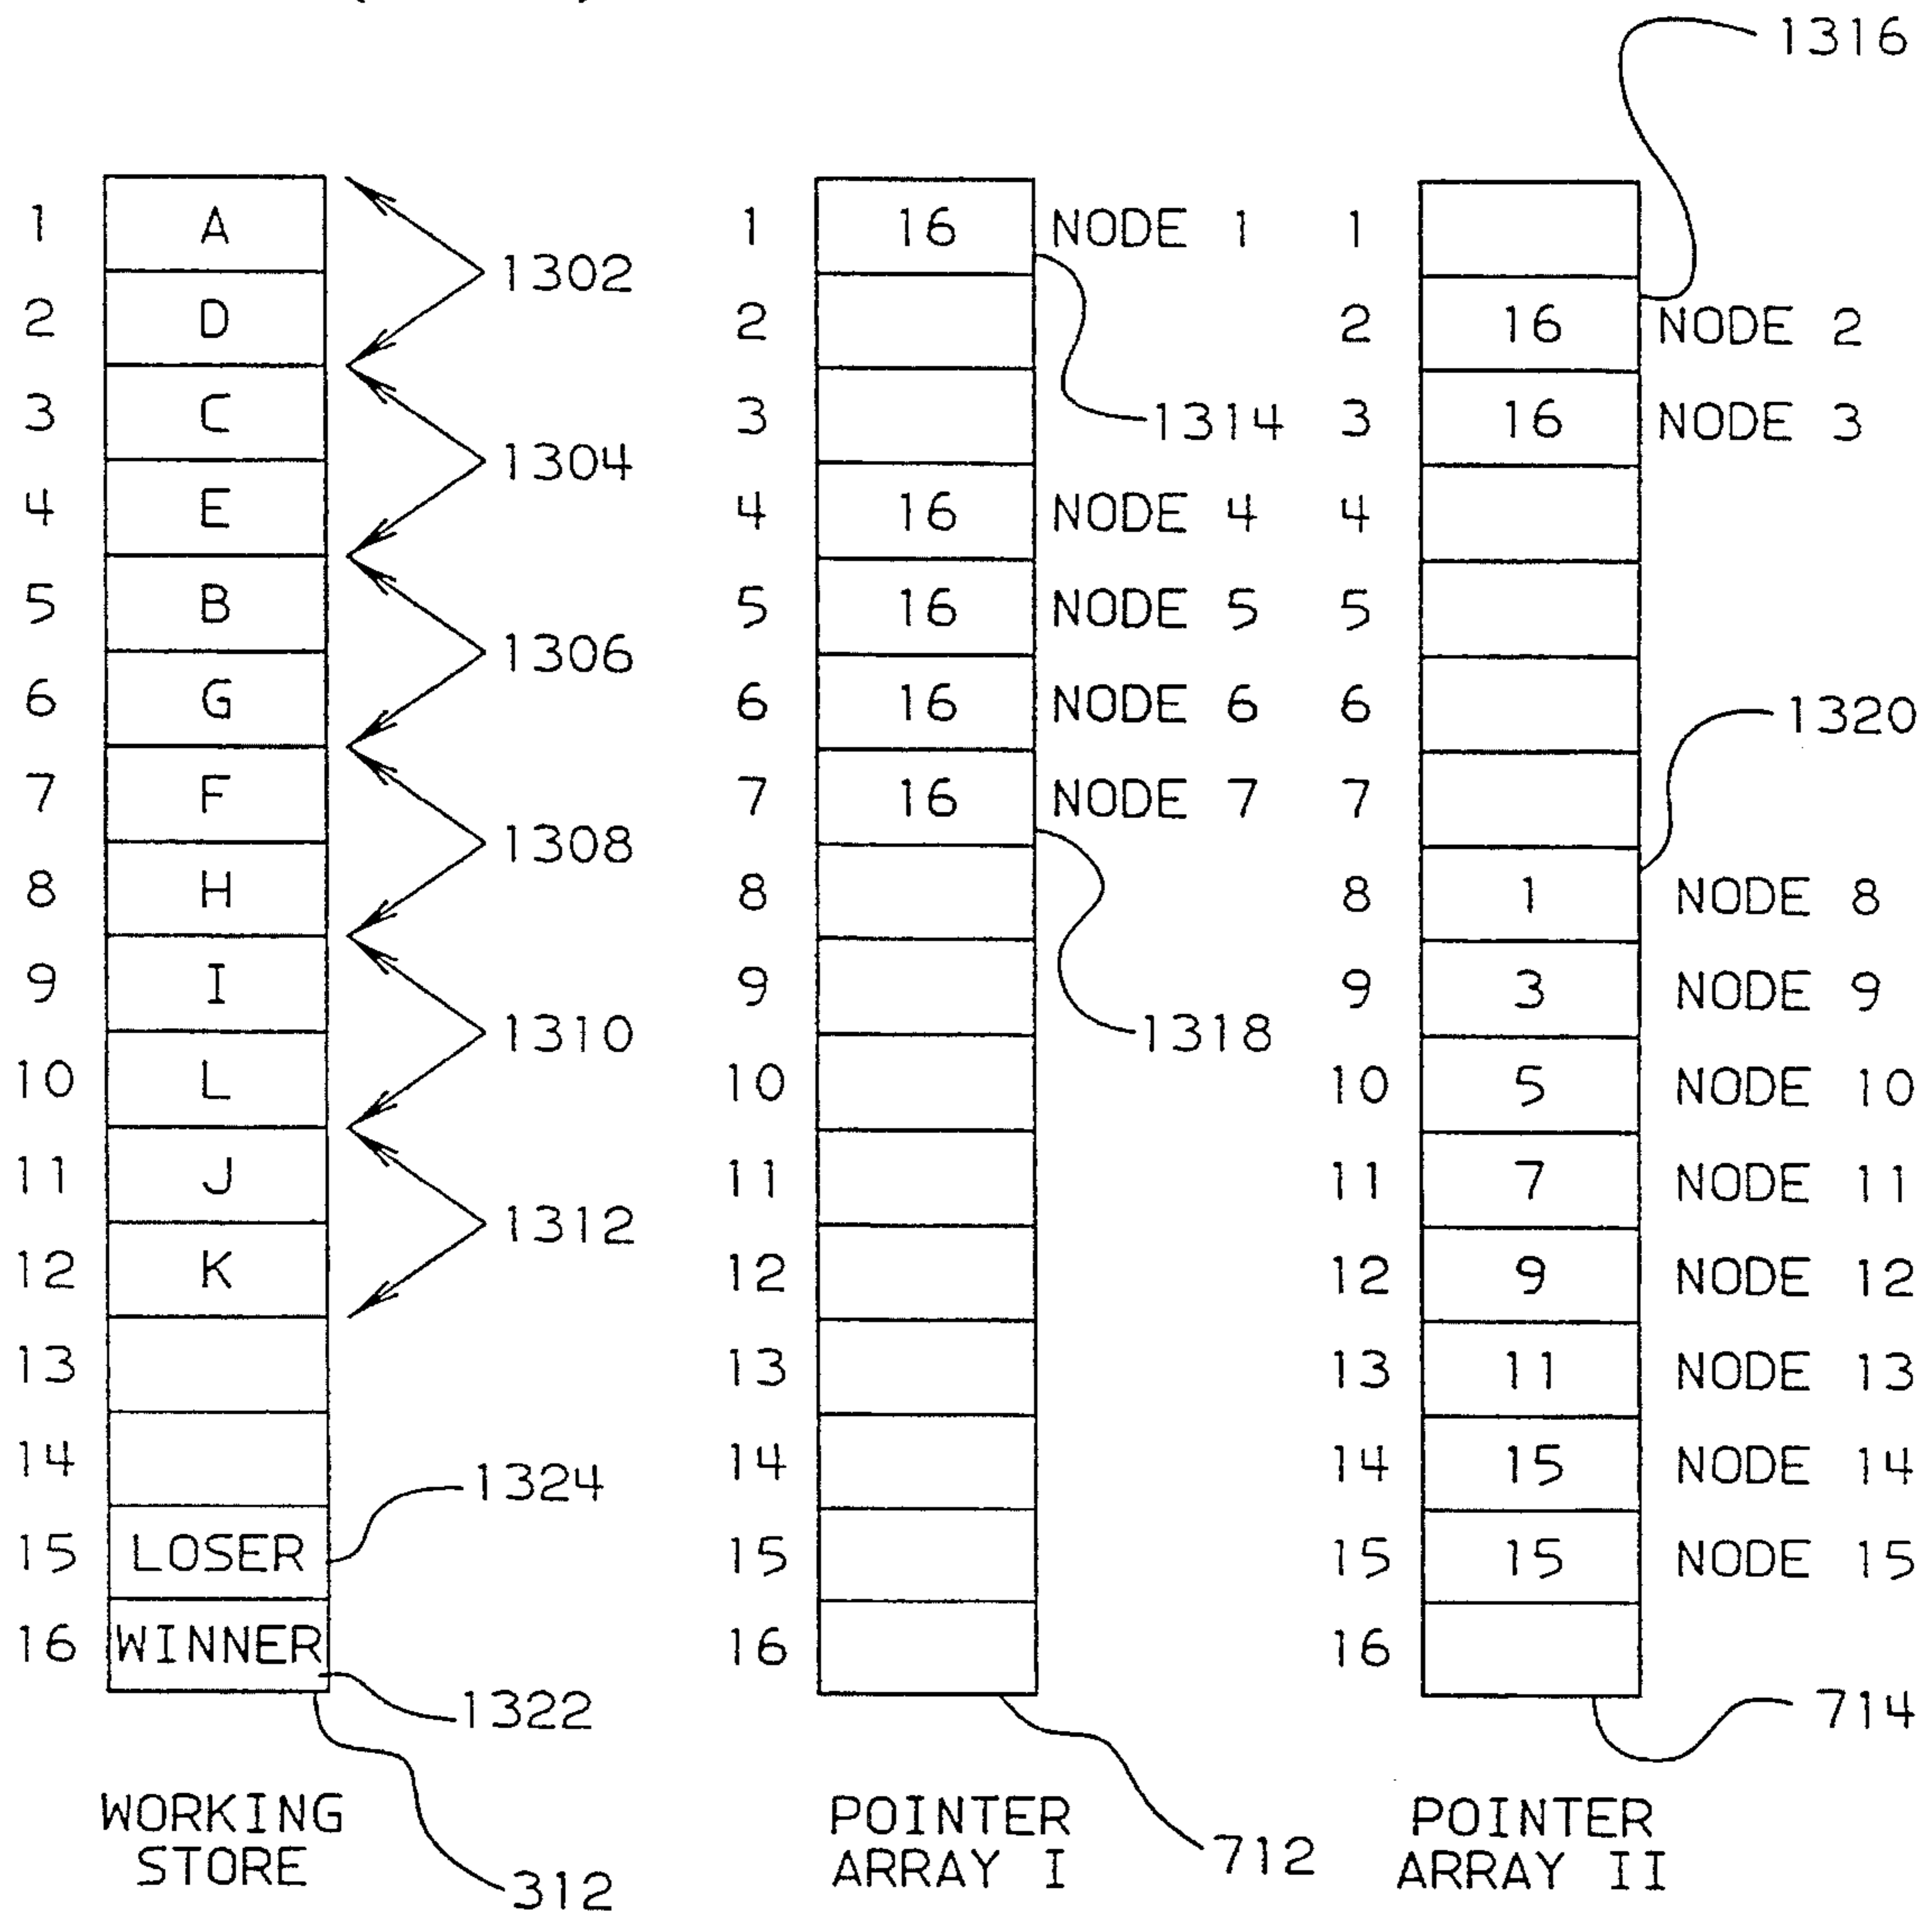 1316
1 A 1 16 NODE 1 1
1302
2 D 2 2 16 NODE 2
3 C 3 1314 3 16 NODE 3
1304
4 E 4 16 NODE 4 4
5 B 5 16 NODE 5 5
1306
6 G 6 16 NODE 6 6 1320
7 F 7 16 NODE 7 7
1308
8 H 8 8 1 NODE 8
9 I 9 9 3 NODE 9
1310 1318
10 L 10 10 5 NODE 10
11 J 11 11 7 NODE 11
1312
12 K 12 12 9 NODE 12
13 13 13 11 NODE 13
14 14 14 15 NODE 14
1324
15 LOSER 15 15 15 NODE 15
16 WINNER 16 16
1322 714
WORKING POINTER POINTER
STORE ARRAY I 712 ARRAY II
312